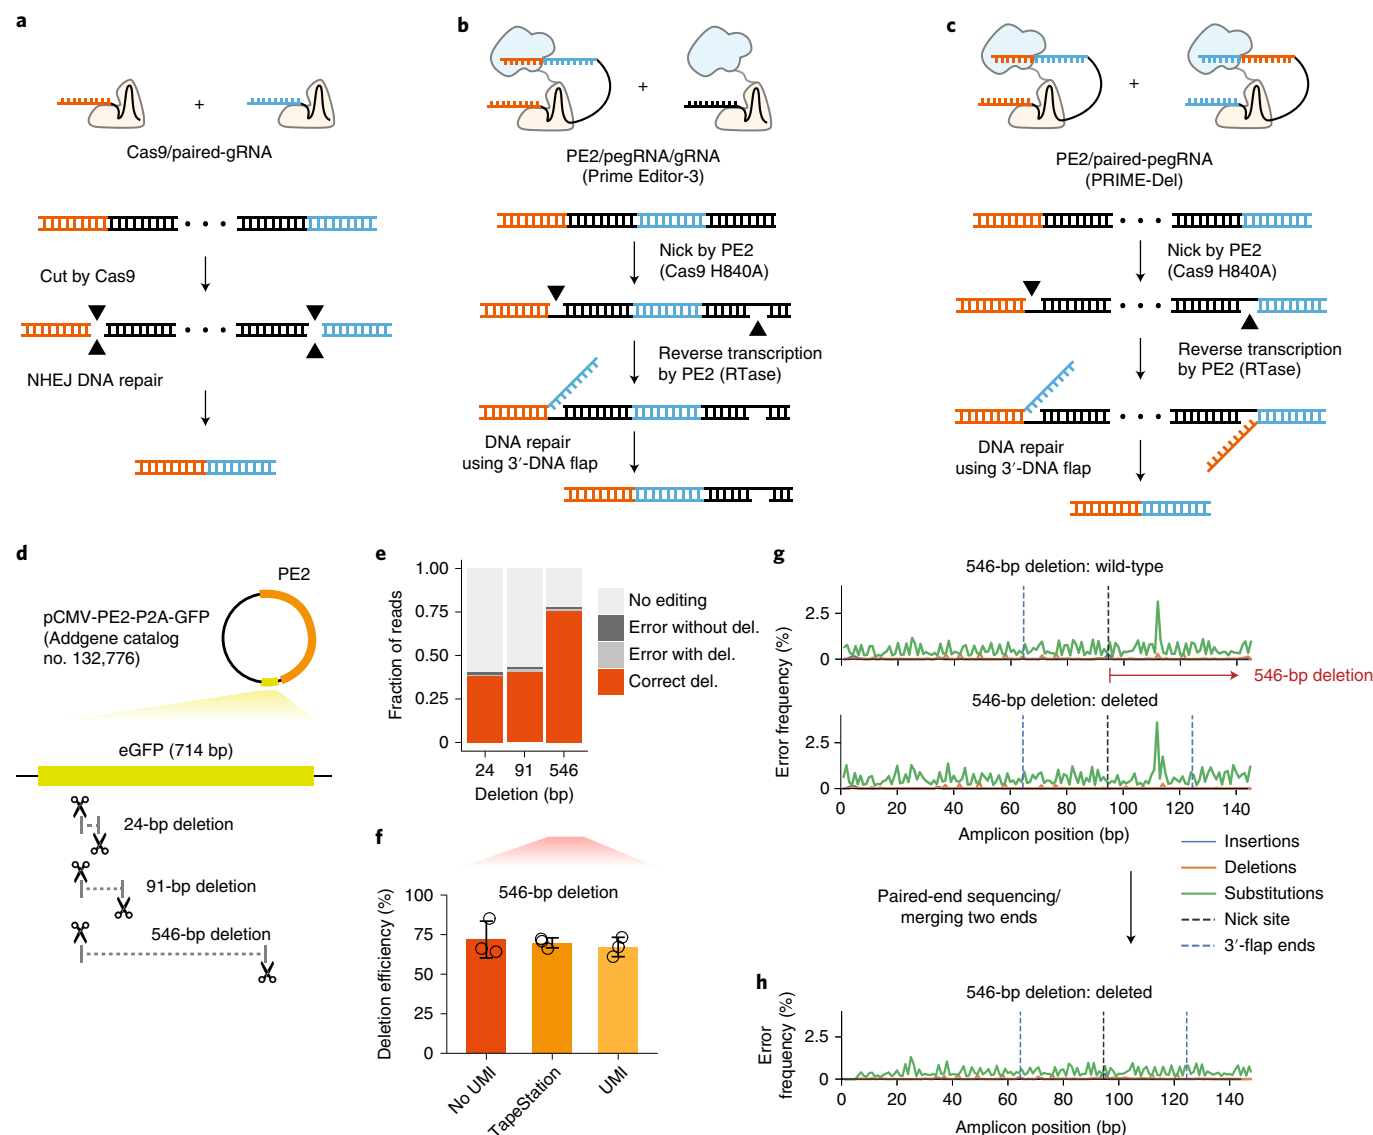 a
+
Cas9/paired-gRNA
Cut by Cas9
NHEJ DNA repair
b
+
PE2/pegRNA/gRNA
(Prime Editor-3)
Nick by PE2
(Cas9 H840A)
Reverse transcription
by PE2 (RTase)
DNA repair
using 3′-DNA flap
c
+
PE2/paired-pegRNA
(PRIME-Del)
Nick by PE2
(Cas9 H840A)
Reverse transcription
by PE2 (RTase)
DNA repair
using 3′-DNA flap
d
PE2
pCMV-PE2-P2A-GFP
(Addgene catalog
no. 132,776)
eGFP (714 bp)
24-bp deletion
91-bp deletion
546-bp deletion
e
Fraction of reads
1.00
0.75
0.50
0.25
0
24 91 546
Deletion (bp)
No editing
Error without del.
Error with del.
Correct del.
f
546-bp deletion
Deletion efficiency (%)
100
75
50
25
0
No UMI
TapeStation
UMI
g
546-bp deletion: wild-type
2.5
0
546-bp deletion
546-bp deletion: deleted
Error frequency (%)
2.5
0
0 20 40 60 80 100 120 140
Amplicon position (bp)
Insertions
Deletions
Substitutions
Nick site
3′-flap ends
Paired-end sequencing/
merging two ends
h
546-bp deletion: deleted
Error
frequency (%)
2.5
0
0 20 40 60 80 100 120 140
Amplicon position (bp)